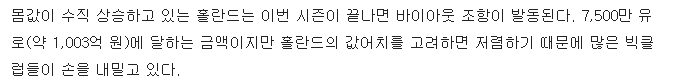 몸값이 수직 상승하고 있는 홀란드는 이번 시즌이 끝나면 바이아웃 조항이 발동된다. 7,500만 유
로(약 1,003억 원)에 달하는 금액이지만 홀란드의 값어치를 고려하면 저렴하기 때문에 많은 빅클
럽들이 손을 내밀고 있다.